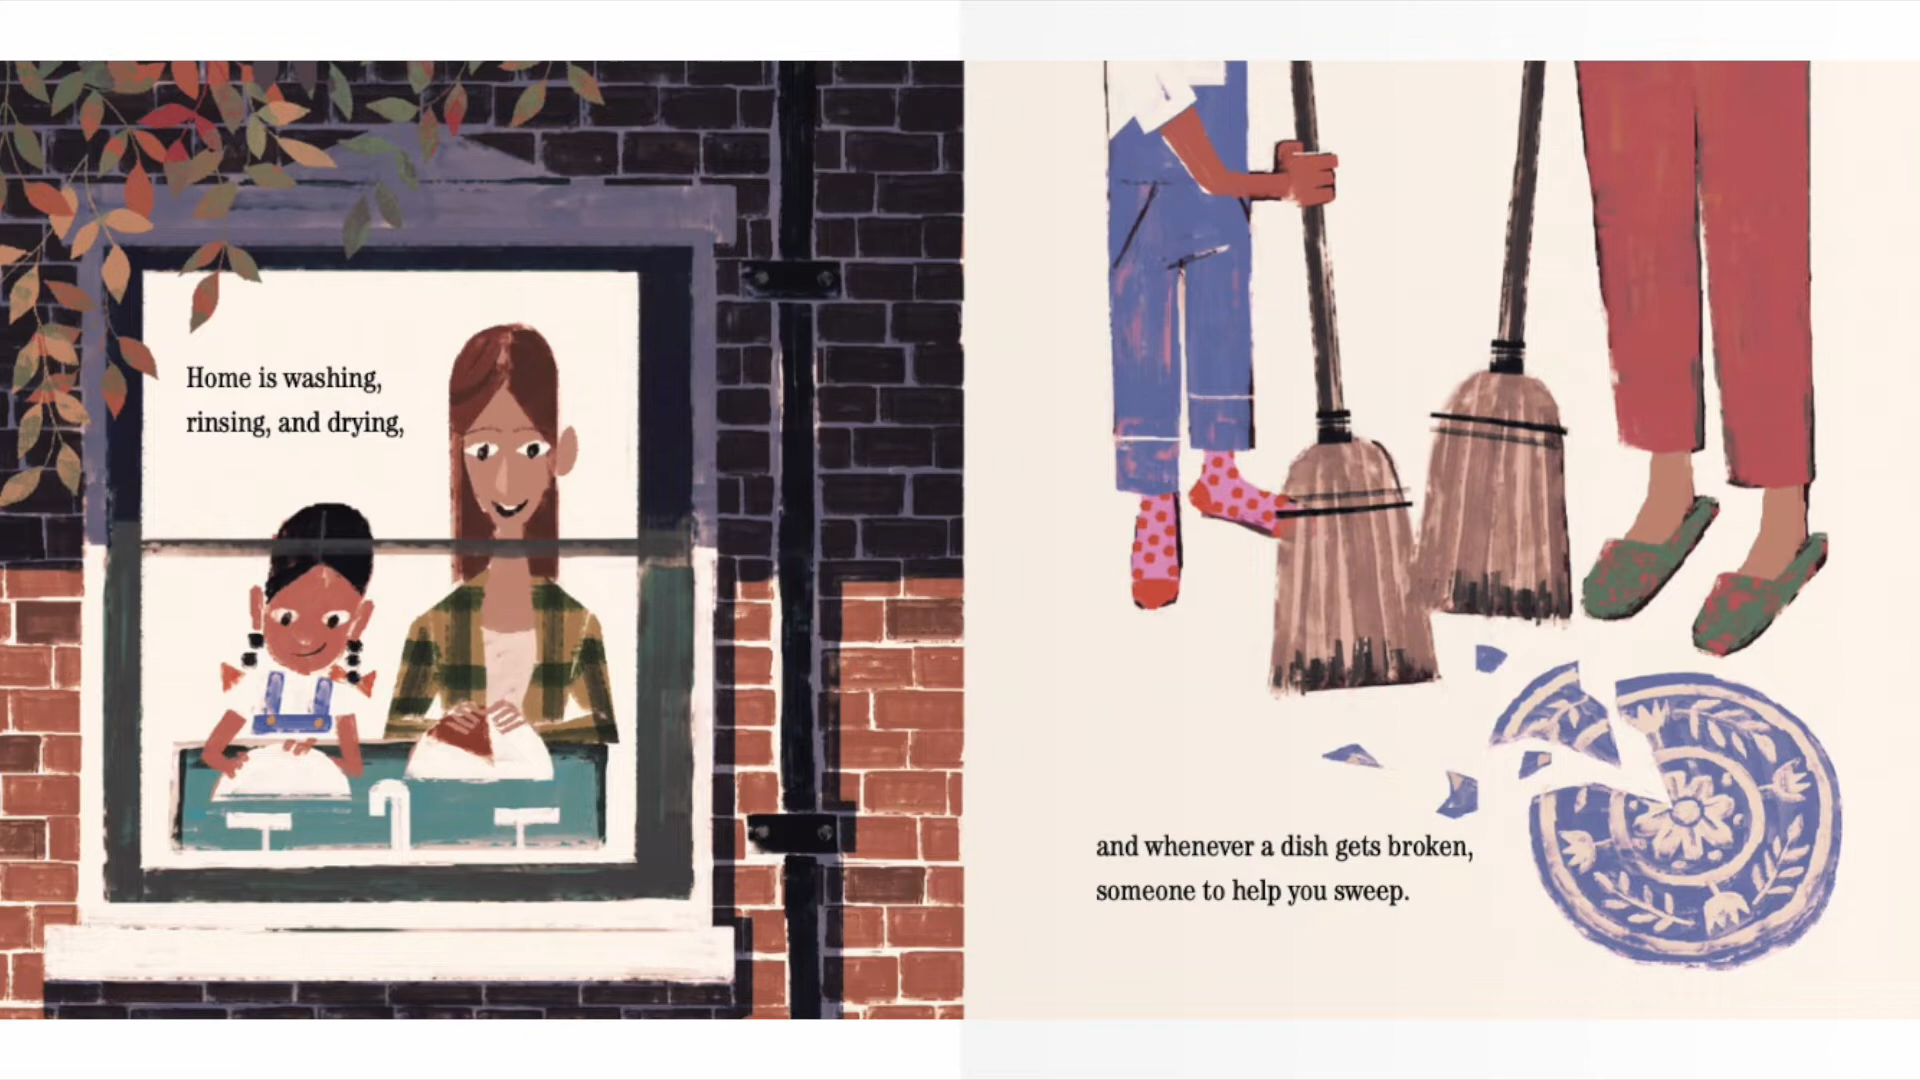 Home is washing,
rinsing, and drying,
and whenever a dish gets broken,
someone to help you sweep.